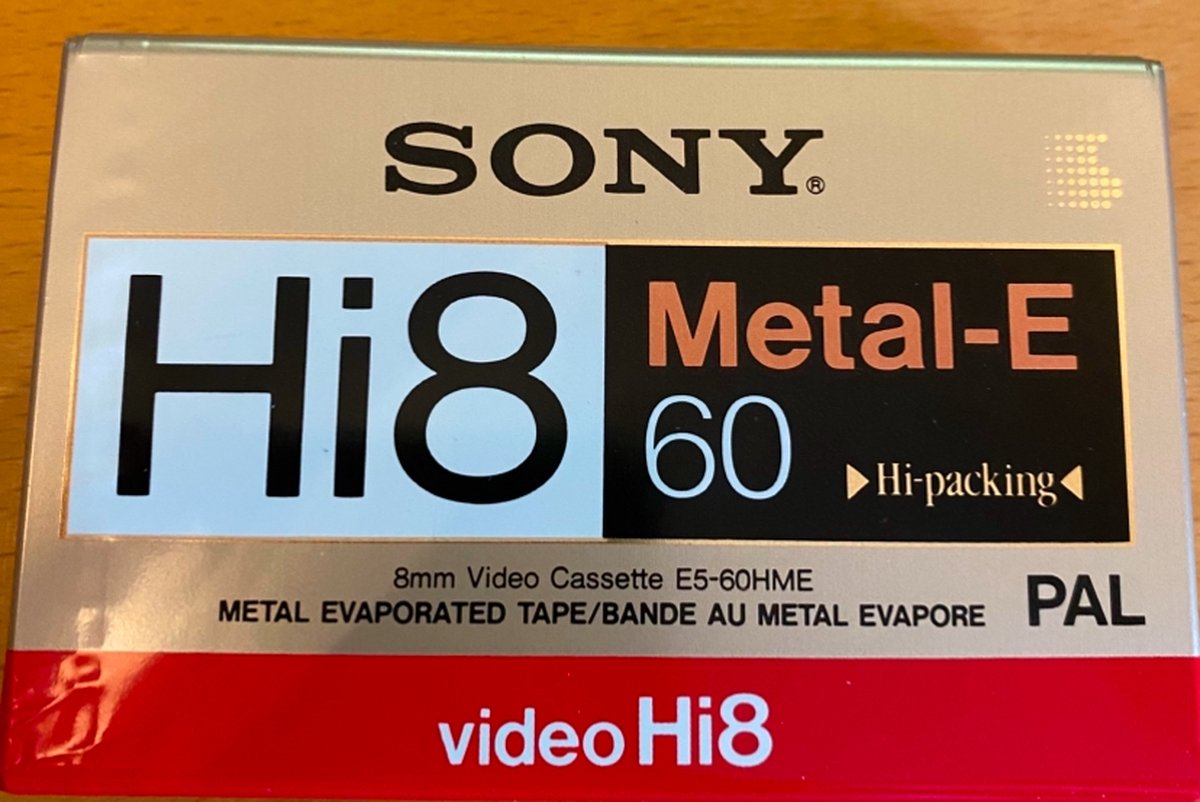 SONY®
Hi8
Metal-E
60
Hi-packing
8mm Video Cassette E5-60HME
METAL EVAPORATED TAPE/BANDE AU METAL EVAPORE
PAL
video Hi8